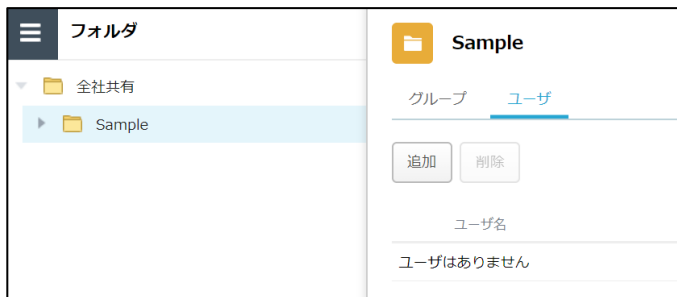 フォルダ
全社共有
Sample
Sample
グループ
ユーザ
追加
削除
ユーザ名
ユーザはありません